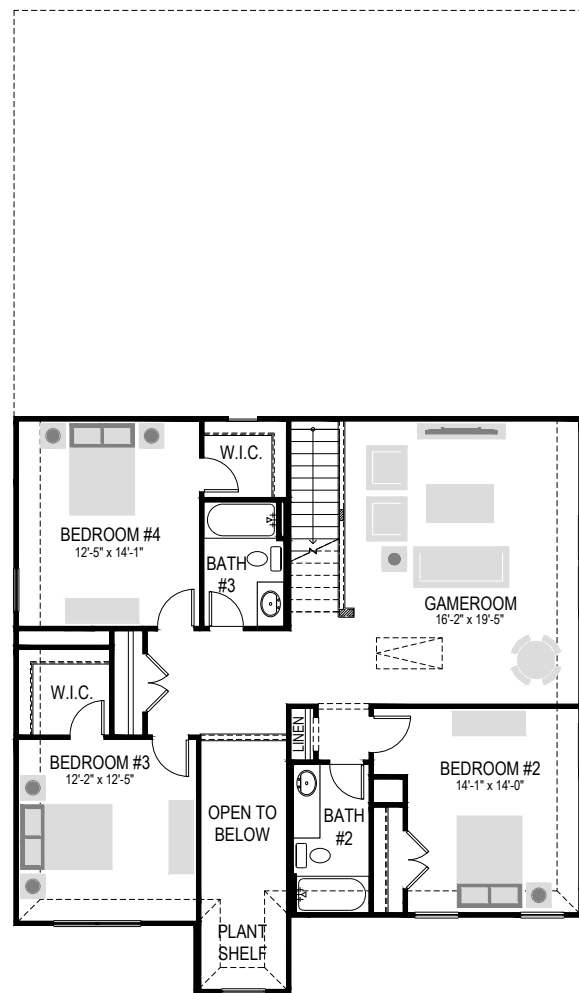 W.I.C.
BEDROOM #4
12'-5" x 14'-1"
BATH
#3
GAMEROOM
16'-2" x 19'-5"
W.I.C.
LINEN
BEDROOM #3
12'-2" x 12'-5"
BEDROOM #2
14'-1" x 14'-0"
OPEN TO
BELOW
BATH
#2
PLANT
SHELF